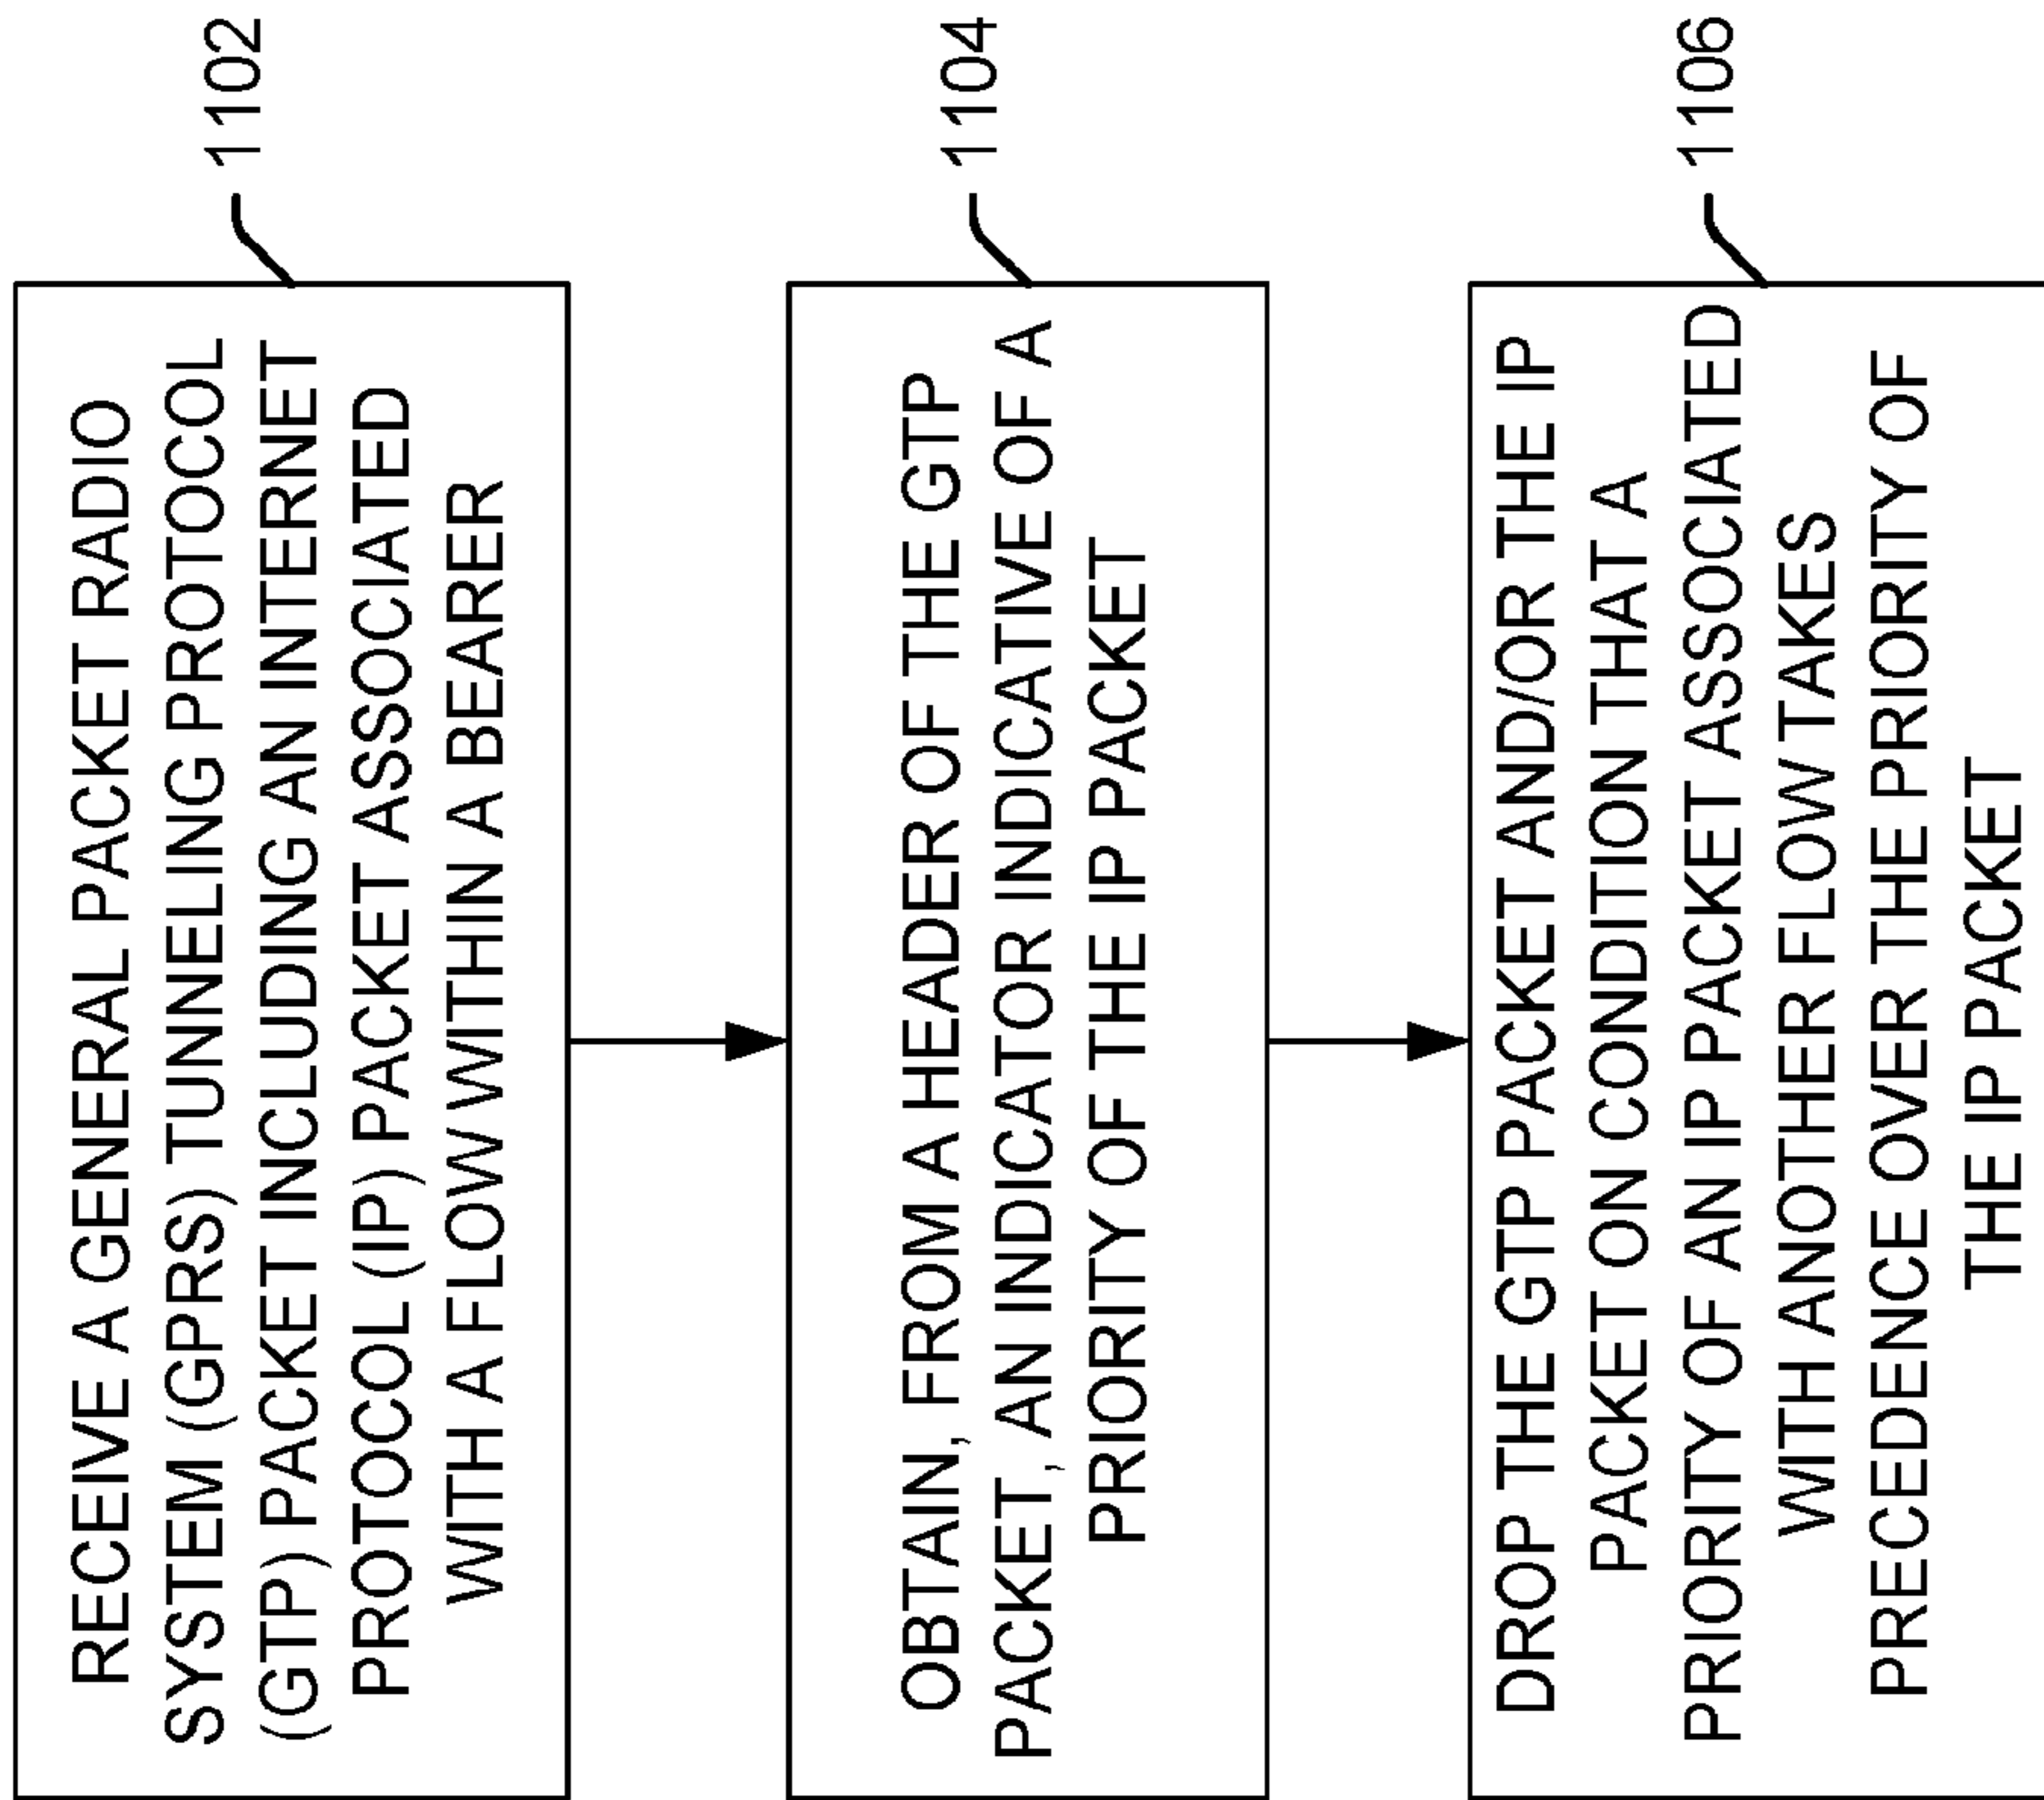 RECEIVE A GENERAL PACKET RADIO
SYSTEM (GPRS) TUNNELING PROTOCOL
(GTP) PACKET INCLUDING AN INTERNET
PROTOCOL (IP) PACKET ASSOCIATED
WITH A FLOW WITHIN A BEARER
1102
OBTAIN, FROM A HEADER OF THE GTP
PACKET, AN INDICATOR INDICATIVE OF A
PRIORITY OF THE IP PACKET
1104
DROP THE GTP PACKET AND/OR THE IP
PACKET ON CONDITION THAT A
PRIORITY OF AN IP PACKET ASSOCIATED
WITH ANOTHER FLOW TAKES
PRECEDENCE OVER THE PRIORITY OF
THE IP PACKET
1106